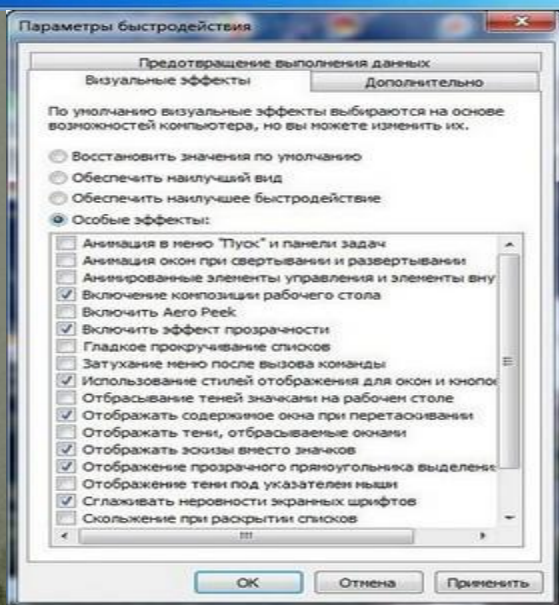 Параметры быстродействия
Предотвращение выполнения данных
Визуальные эффекты
Дополнительно
По умолчанию визуальные эффекты выбираются на основе
возможностей компьютера, но вы можете изменить их.
Восстановить значения по умолчанию
Обеспечить наилучший вид
Обеспечить наилучшее быстродействие
Особые эффекты:
Анимация в меню "Пуск" и панели задач
Анимация окон при свертывании и развертывании
Анимированные элементы управления и элементы вну
Включение композиции рабочего стола
Включить Aero Peek
Включить эффект прозрачности
Гладкое прокручивание списков
Затухание меню после вызова команды
Использование стилей отображения для окон и кнопок
Отбрасывание теней значками на рабочем столе
Отображать содержимое окна при перетаскивании
Отображать тени, отбрасываемые окнами
Отображать эскизы вместо значков
Отображение прозрачного прямоугольника выделени
Отображение тени под указателем мыши
Сглаживать неровности экранных шрифтов
Скольжение при раскрытии списков
ОК
Отмена
Применить